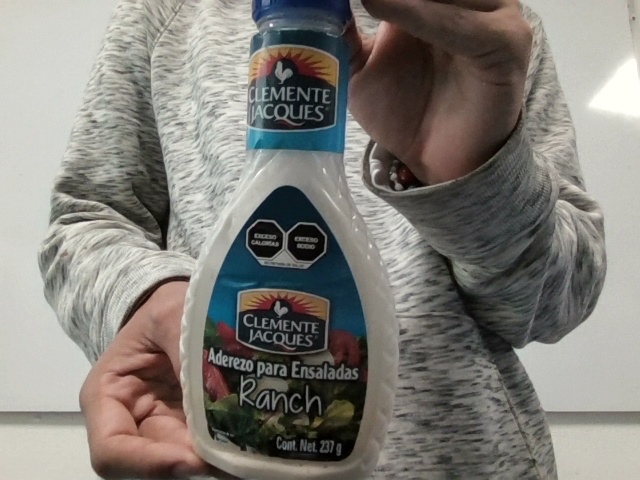 CLEMENTE
JACQUES
EXCESO
CALORÍAS
EXCESO
SODIO
CLEMENTE
JACQUES
Aderezo para Ensaladas
Ranch
Cont. Net. 237 g